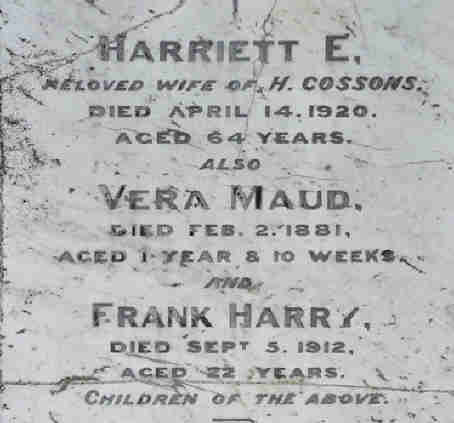 HARRIETT E,
BELOVED WIFE OF H. COSSONS.
DIED APRIL 14. 1920.
AGED 64 YEARS.
ALSO
VERA MAUD,
DIED FEB. 2. 1881,
AGED 1 YEAR & 10 WEEKS,
AND
FRANK HARRY,
DIED SEPT 5. 1912,
AGED 22 YEARS.
CHILDREN OF THE ABOVE.